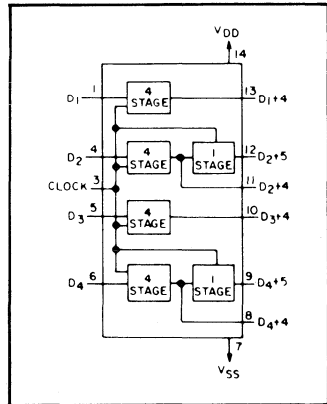 VDD
14
1
D1
4
STAGE
13
D1+4
4
D2
4
STAGE
1
STAGE
12
D2+5
11
D2+4
CLOCK 3
5
D3
4
STAGE
10
D3+4
6
D4
4
STAGE
1
STAGE
9
D4+5
8
D4+4
7
VSS